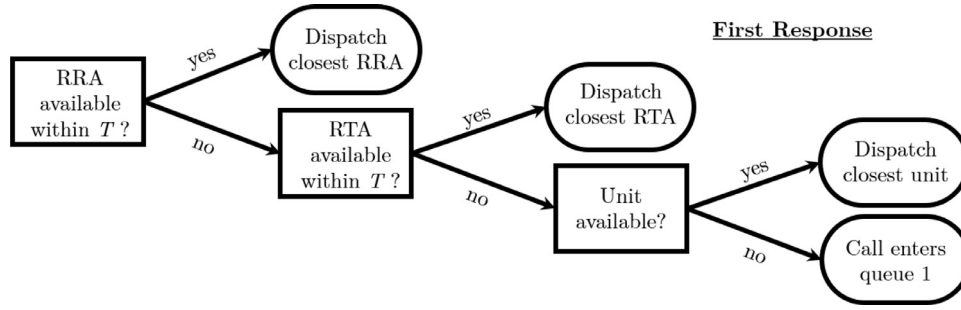 First Response
RRA
available
within T ?
yes
Dispatch
closest RRA
no
RTA
available
within T ?
yes
Dispatch
closest RTA
no
Unit
available?
yes
Dispatch
closest unit
no
Call enters
queue 1